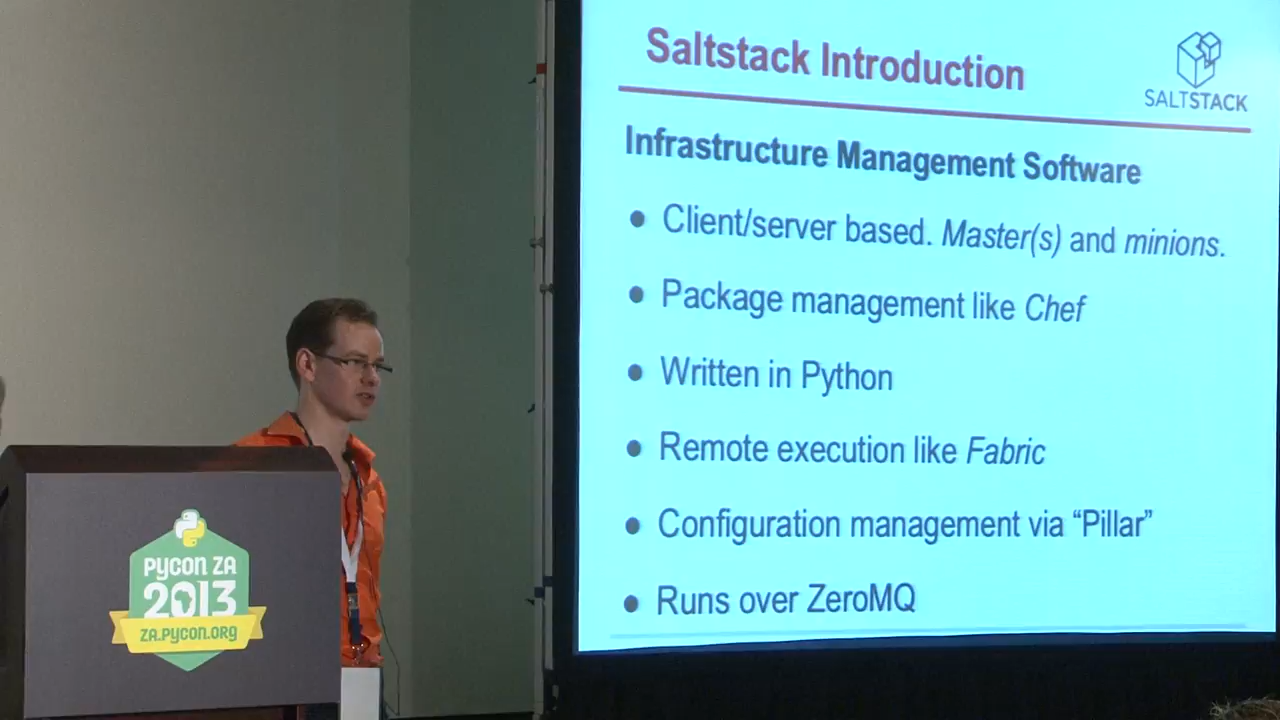 Saltstack Introduction
SALTSTACK
Infrastructure Management Software
• Client/server based. Master(s) and minions.
• Package management like Chef
• Written in Python
• Remote execution like Fabric
• Configuration management via “Pillar”
• Runs over ZeroMQ
PYCON ZA
2013
ZA.PYCON.ORG